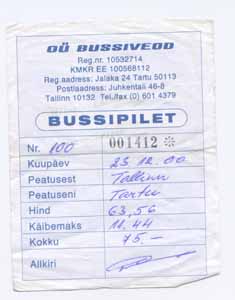 OÜ BUSSIVEOD
Reg.nr. 10532714
KMKR EE 100568112
Reg.aadress: Jalaka 24 Tartu 50113
Postiaadress: Juhkentali 46-8
Tallinn 10132 Tel./fax (0) 601 4379
BUSSIPILET
Nr. 100 001412 *
Kuupäev 23.12.00
Peatusest Tallinn
Peatuseni Tartu
Hind 63,56
Käibemaks 11.44
Kokku 75.-
Allkiri